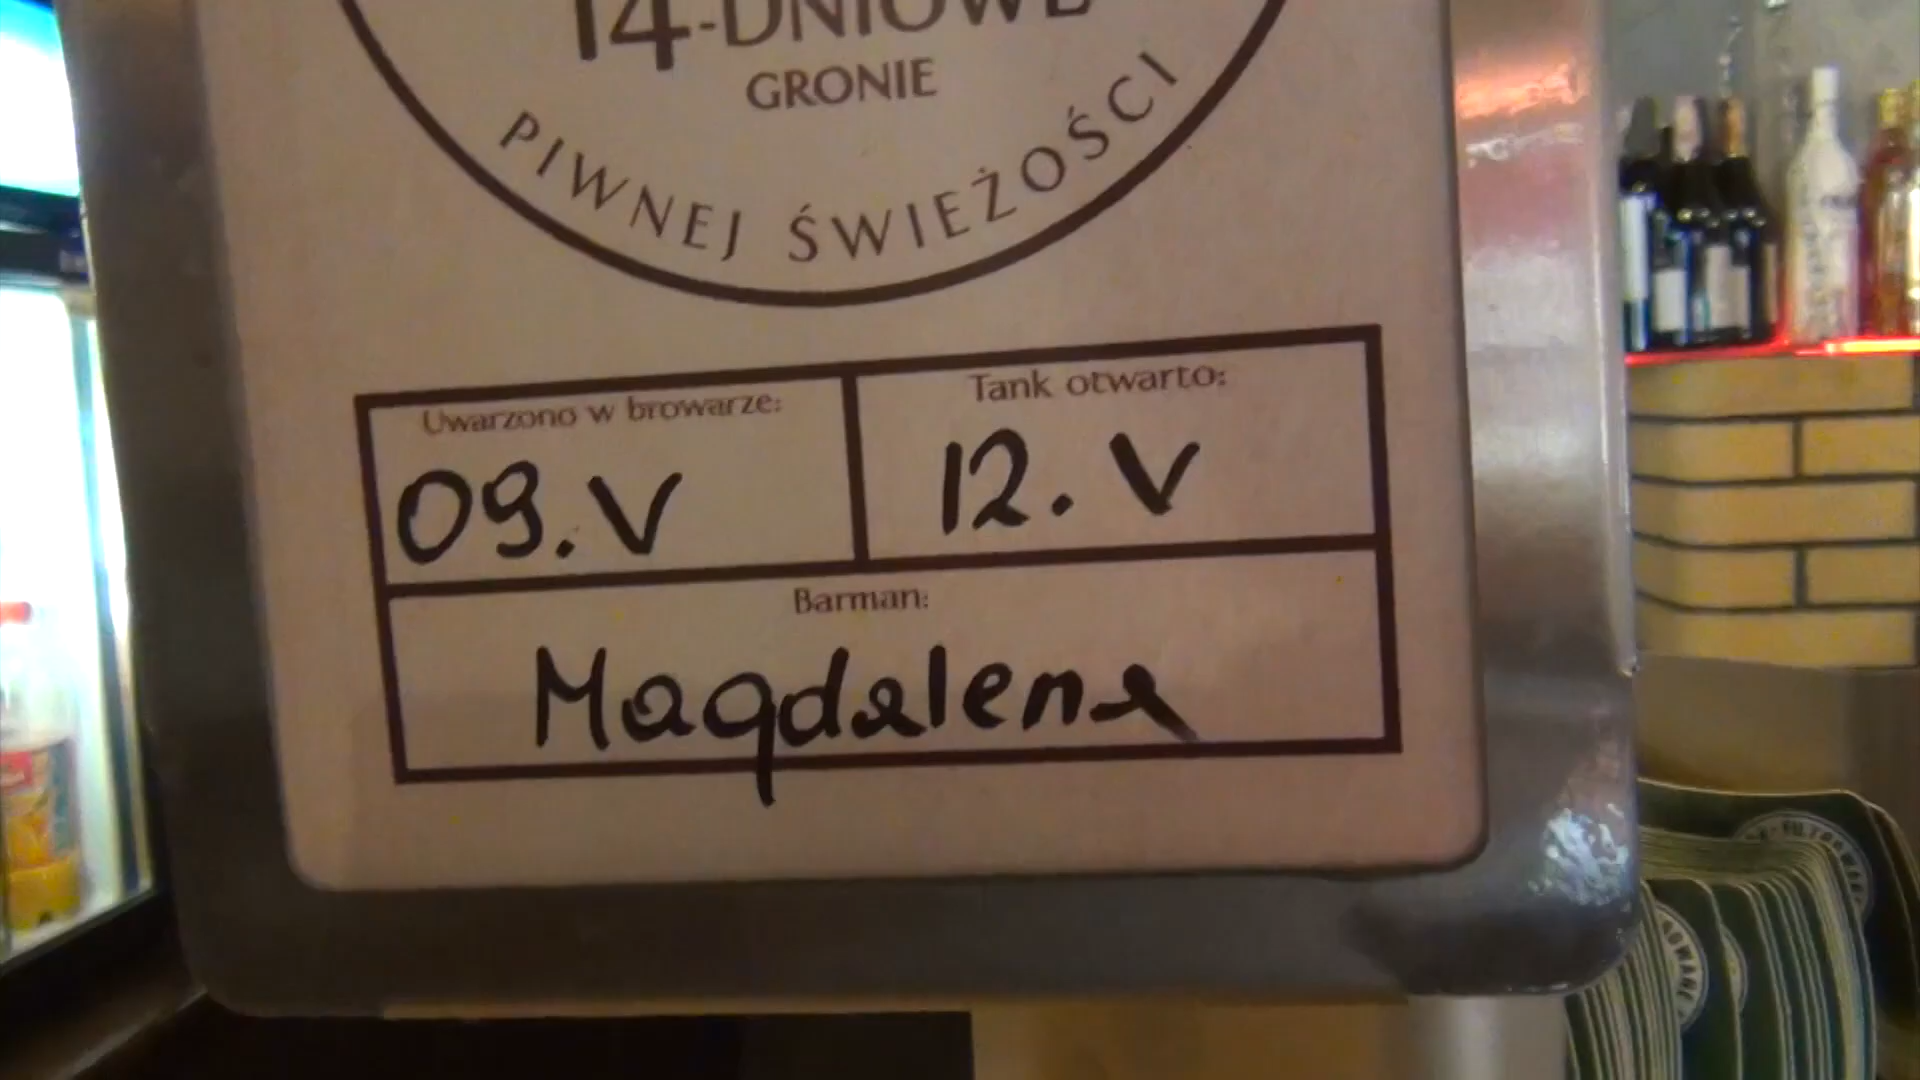 14-DNIOWE
GRONIE
PIWNEJ ŚWIEŻOŚCI
Uwarzono w browarze:
09.V
Tank otwarto:
12. V
Barman:
Magdalena